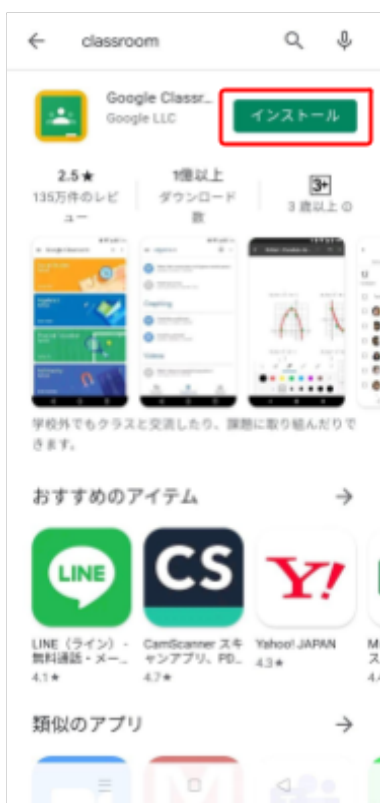 classroom
Google Classr...
Google LLC
インストール
2.5★
135万件のレビ
ュー
1億以上
ダウンロード
数
3+
3 歳以上
学校外でもクラスと交流したり、課題に取り組んだりで
きます。
おすすめのアイテム
LINE
CS
Y!
LINE（ライン） -
無料通話・メー...
4.1★
CamScanner スキ
ャンアプリ、PD...
4.7★
Yahoo! JAPAN
4.3★
類似のアプリ